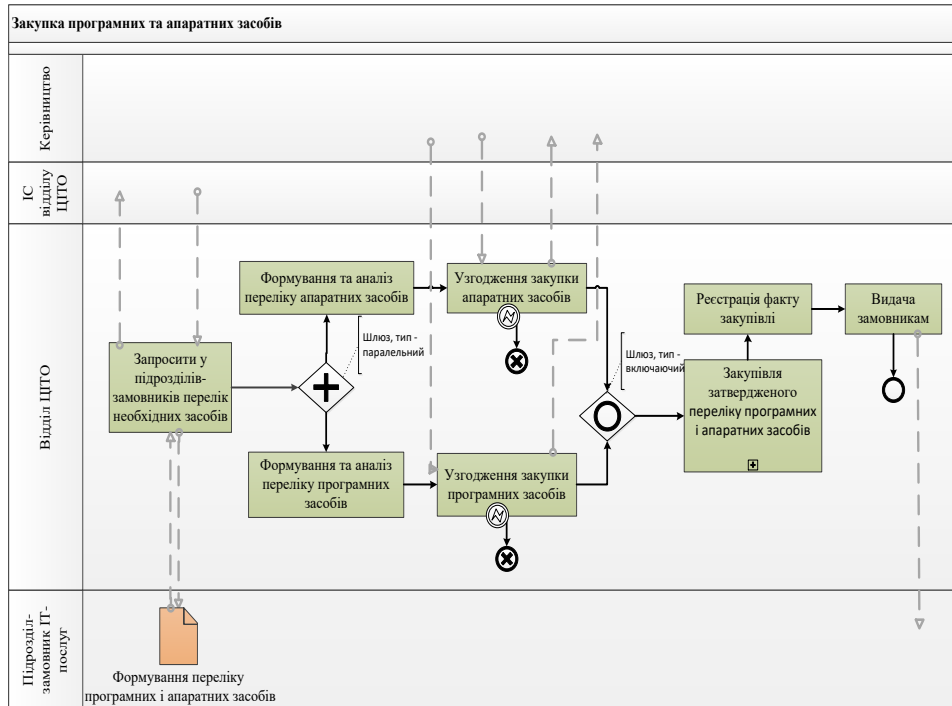 Закупка програмних та апаратних засобів
Керівництво
ІС
відділу
ЦІТО
Відділ ЦІТО
Формування та аналіз
переліку апаратних засобів
Узгодження закупки
апаратних засобів
Шлюз, тип -
паралельний
Запросити у
підрозділів-
замовників перелік
необхідних засобів
Формування та аналіз
переліку програмних
засобів
Узгодження закупки
програмних засобів
Шлюз, тип -
включаючий
Реєстрація факту
закупівлі
Видача
замовникам
Закупівля
затвердженого
переліку програмних
і апаратних засобів
Підрозділ-
замовник ІТ-
послуг
Формування переліку
програмних і апаратних засобів